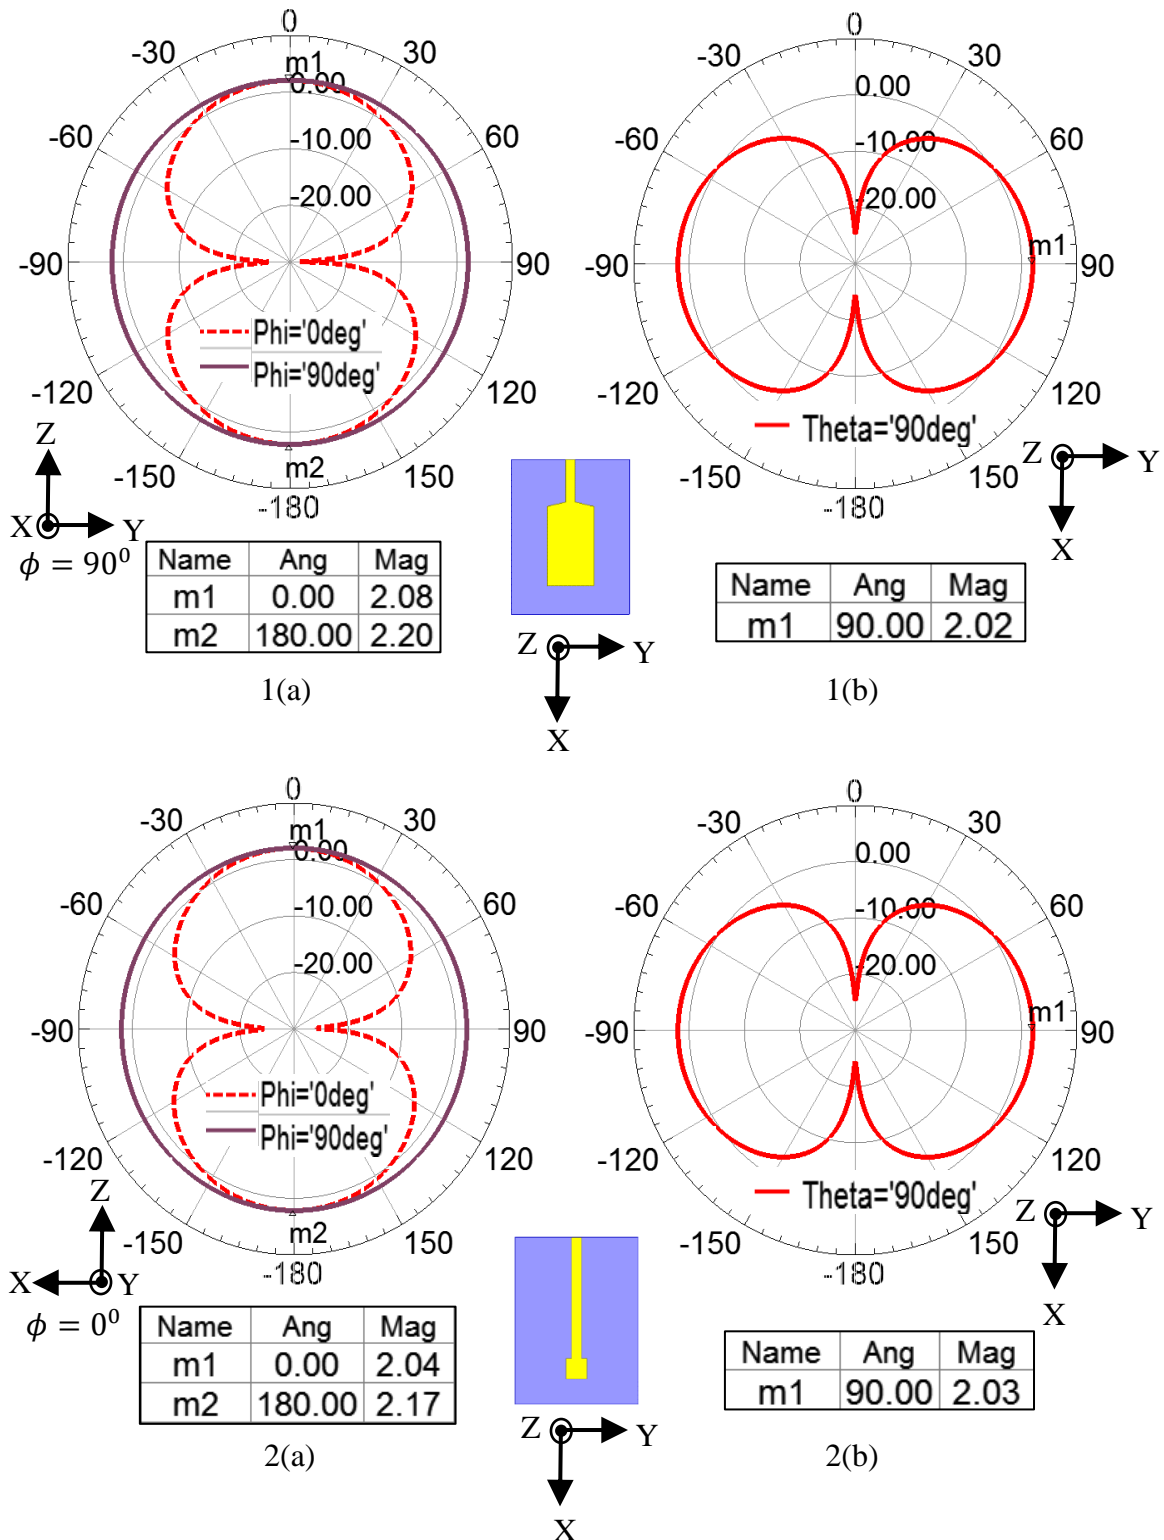 0
-30 30
m1
0.00
-60 60
-10.00
-20.00
-90 90
Phi='0deg'
Phi='90deg'
-120 120
m2
-150 150
-180
Z
X Y
ϕ = 90⁰
Name Ang Mag
m1 0.00 2.08
m2 180.00 2.20
1(a)
Z Y
X
0
-30 30
0.00
-60 60
-10.00
-20.00
m1
-90 90
-120 120
Theta='90deg'
-150 150
-180
Z Y
X
Name Ang Mag
m1 90.00 2.02
1(b)
0
-30 30
m1
0.00
-60 60
-10.00
-20.00
-90 90
Phi='0deg'
Phi='90deg'
-120 120
m2
-150 150
-180
Z
X Y
ϕ = 0⁰
Name Ang Mag
m1 0.00 2.04
m2 180.00 2.17
2(a)
Z Y
X
0
-30 30
0.00
-60 60
-10.00
-20.00
m1
-90 90
-120 120
Theta='90deg'
-150 150
-180
Z Y
X
Name Ang Mag
m1 90.00 2.03
2(b)